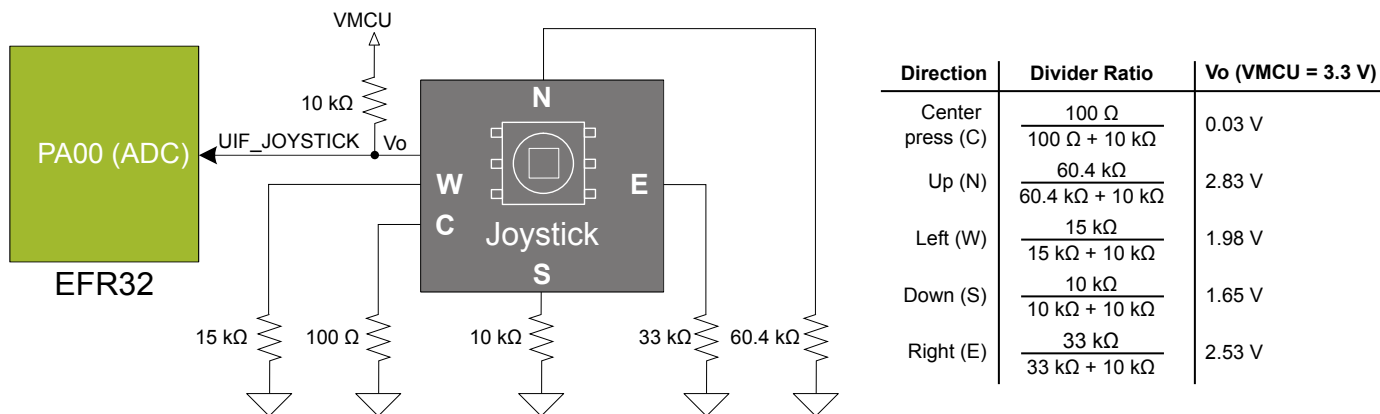 VMCU
10 kΩ
UIF_JOYSTICK Vo
PA00 (ADC)
EFR32
N
W
E
C
Joystick
S
15 kΩ
100 Ω
10 kΩ
33 kΩ
60.4 kΩ
Direction Divider Ratio Vo (VMCU = 3.3 V)
Center press (C) 100 Ω 0.03 V
100 Ω + 10 kΩ
Up (N) 60.4 kΩ 2.83 V
60.4 kΩ + 10 kΩ
Left (W) 15 kΩ 1.98 V
15 kΩ + 10 kΩ
Down (S) 10 kΩ 1.65 V
10 kΩ + 10 kΩ
Right (E) 33 kΩ 2.53 V
33 kΩ + 10 kΩ